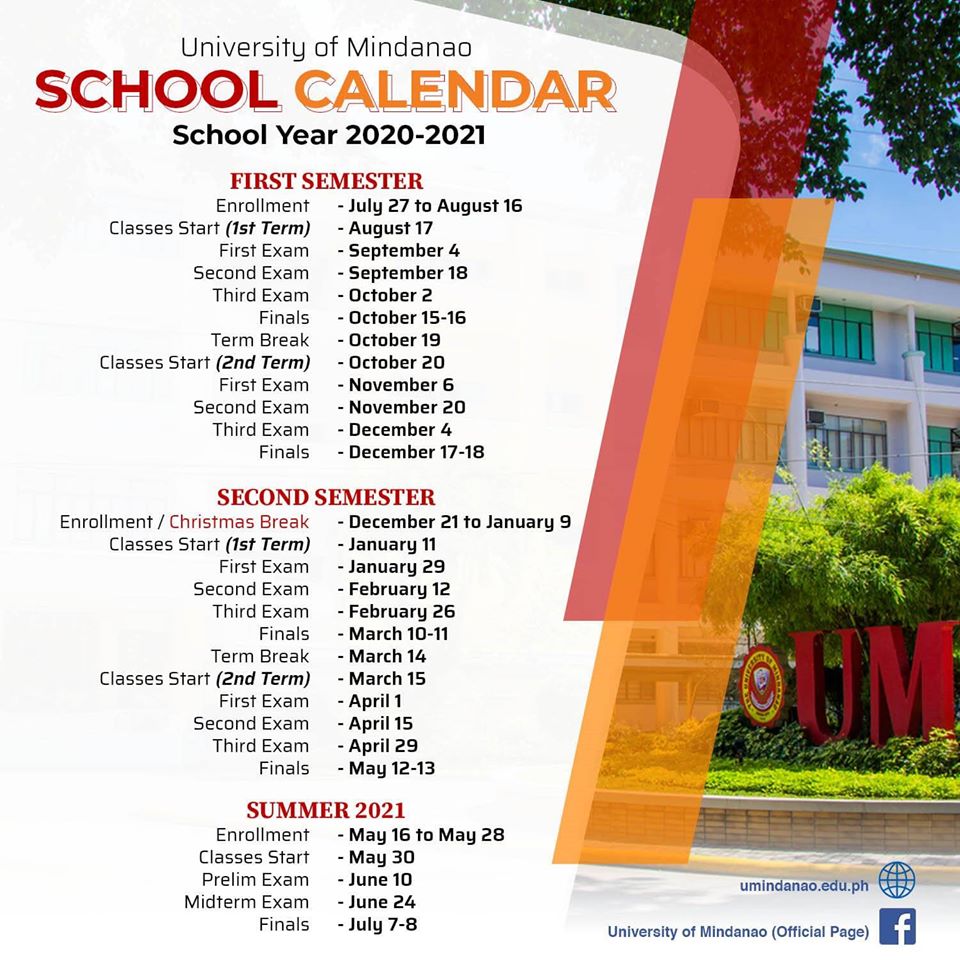 University of Mindanao
SCHOOL CALENDAR
School Year 2020-2021
FIRST SEMESTER
Enrollment - July 27 to August 16
Classes Start (1st Term) - August 17
First Exam - September 4
Second Exam - September 18
Third Exam - October 2
Finals - October 15-16
Term Break - October 19
Classes Start (2nd Term) - October 20
First Exam - November 6
Second Exam - November 20
Third Exam - December 4
Finals - December 17-18
SECOND SEMESTER
Enrollment / Christmas Break - December 21 to January 9
Classes Start (1st Term) - January 11
First Exam - January 29
Second Exam - February 12
Third Exam - February 26
Finals - March 10-11
Term Break - March 14
Classes Start (2nd Term) - March 15
First Exam - April 1
Second Exam - April 15
Third Exam - April 29
Finals - May 12-13
SUMMER 2021
Enrollment - May 16 to May 28
Classes Start - May 30
Prelim Exam - June 10
Midterm Exam - June 24
Finals - July 7-8
UM
umindanao.edu.ph
University of Mindanao (Official Page)